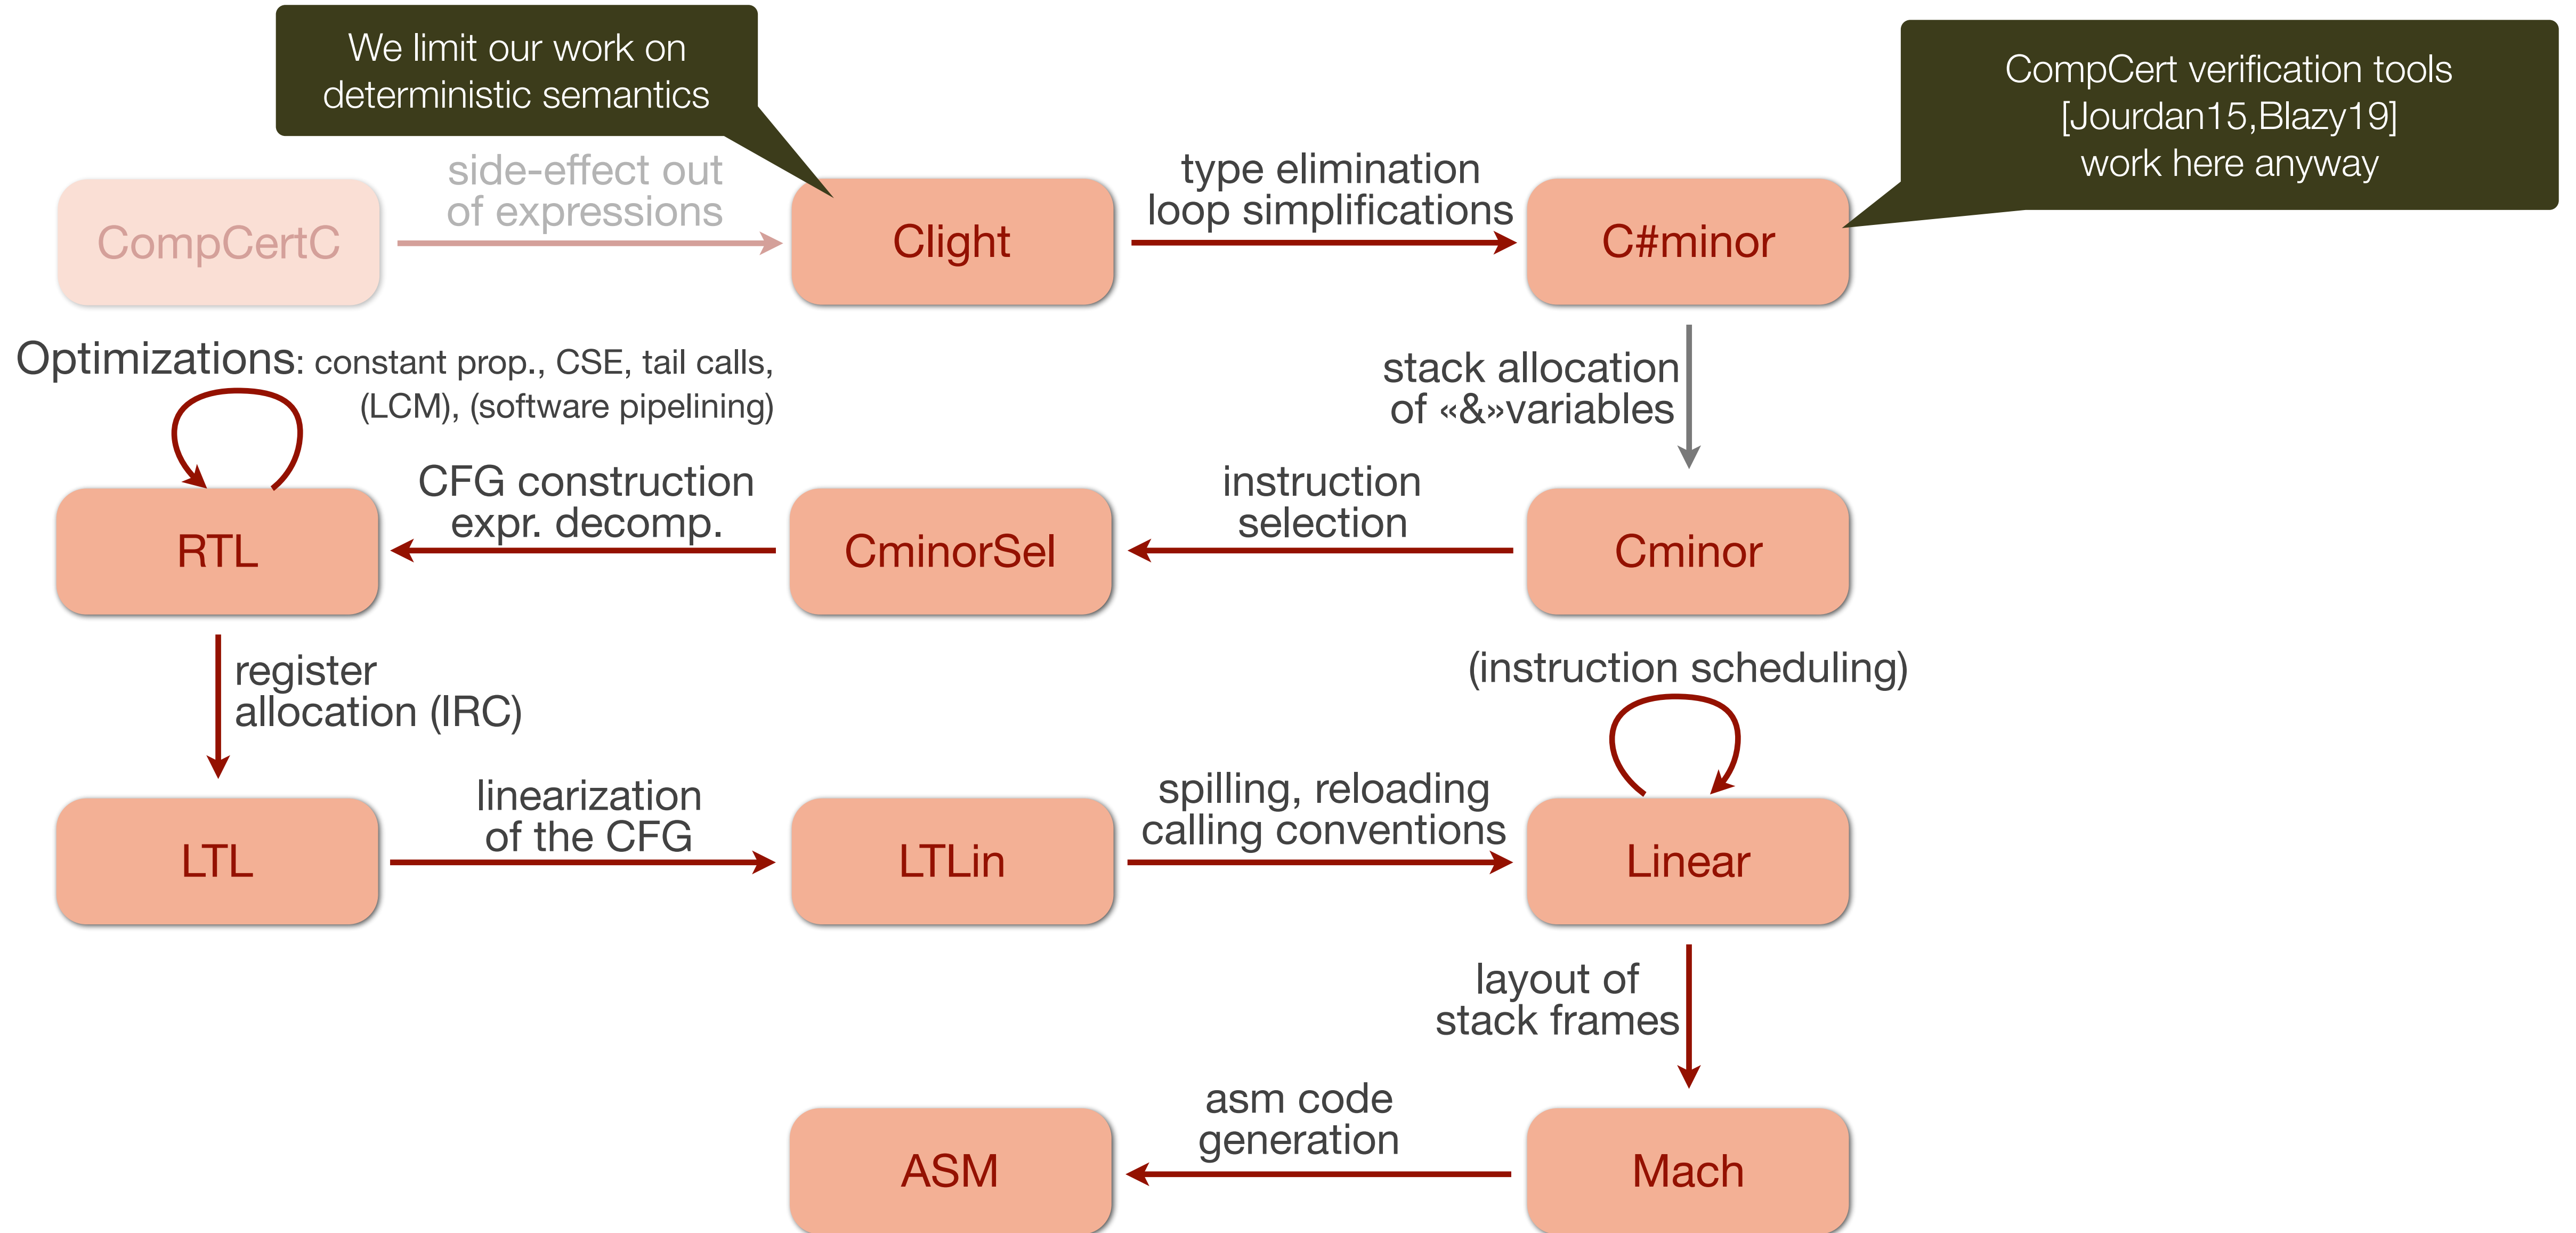 We limit our work on
deterministic semantics
CompCert verification tools
[Jourdan15,Blazy19]
work here anyway
CompCertC
side-effect out
of expressions
Clight
type elimination
loop simplifications
C#minor
Optimizations: constant prop., CSE, tail calls,
(LCM), (software pipelining)
stack allocation
of «&»variables
RTL
CFG construction
expr. decomp.
CminorSel
instruction
selection
Cminor
register
allocation (IRC)
(instruction scheduling)
LTL
linearization
of the CFG
LTLin
spilling, reloading
calling conventions
Linear
layout of
stack frames
ASM
asm code
generation
Mach